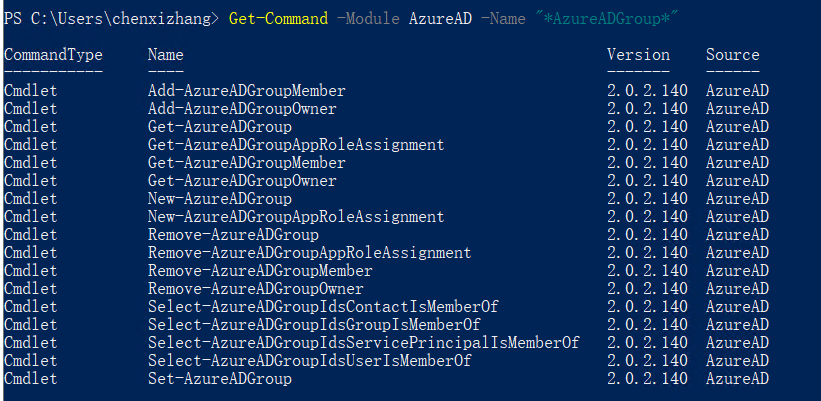 PS C:\Users\chenxizhang> Get-Command -Module AzureAD -Name "*AzureADGroup*"
CommandType Name Version Source
----------- ---- ------- ------
Cmdlet Add-AzureADGroupMember 2.0.2.140 AzureAD
Cmdlet Add-AzureADGroupOwner 2.0.2.140 AzureAD
Cmdlet Get-AzureADGroup 2.0.2.140 AzureAD
Cmdlet Get-AzureADGroupAppRoleAssignment 2.0.2.140 AzureAD
Cmdlet Get-AzureADGroupMember 2.0.2.140 AzureAD
Cmdlet Get-AzureADGroupOwner 2.0.2.140 AzureAD
Cmdlet New-AzureADGroup 2.0.2.140 AzureAD
Cmdlet New-AzureADGroupAppRoleAssignment 2.0.2.140 AzureAD
Cmdlet Remove-AzureADGroup 2.0.2.140 AzureAD
Cmdlet Remove-AzureADGroupAppRoleAssignment 2.0.2.140 AzureAD
Cmdlet Remove-AzureADGroupMember 2.0.2.140 AzureAD
Cmdlet Remove-AzureADGroupOwner 2.0.2.140 AzureAD
Cmdlet Select-AzureADGroupIdsContactIsMemberOf 2.0.2.140 AzureAD
Cmdlet Select-AzureADGroupIdsGroupIsMemberOf 2.0.2.140 AzureAD
Cmdlet Select-AzureADGroupIdsServicePrincipalIsMemberOf 2.0.2.140 AzureAD
Cmdlet Select-AzureADGroupIdsUserIsMemberOf 2.0.2.140 AzureAD
Cmdlet Set-AzureADGroup 2.0.2.140 AzureAD